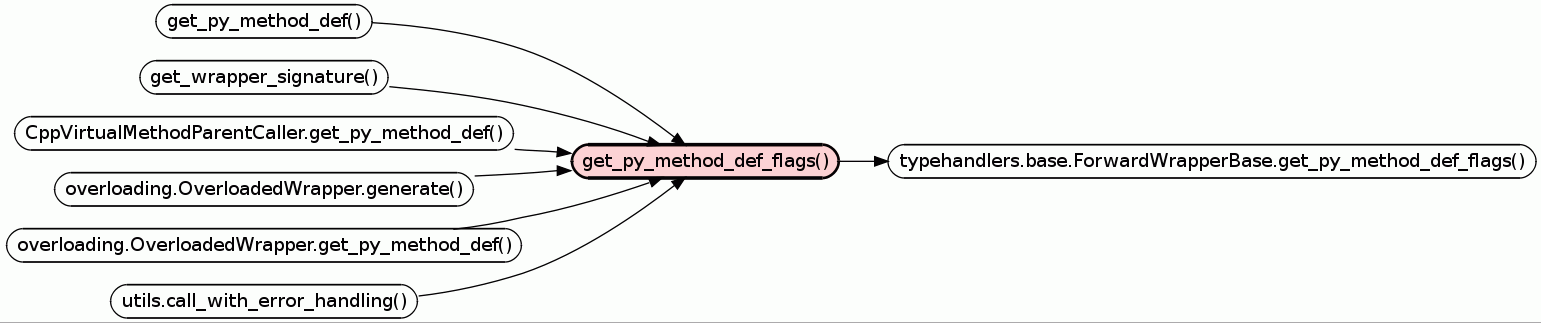 get_py_method_def()
get_wrapper_signature()
CppVirtualMethodParentCaller.get_py_method_def()
get_py_method_def_flags()
typehandlers.base.ForwardWrapperBase.get_py_method_def_flags()
overloading.OverloadedWrapper.generate()
overloading.OverloadedWrapper.get_py_method_def()
utils.call_with_error_handling()